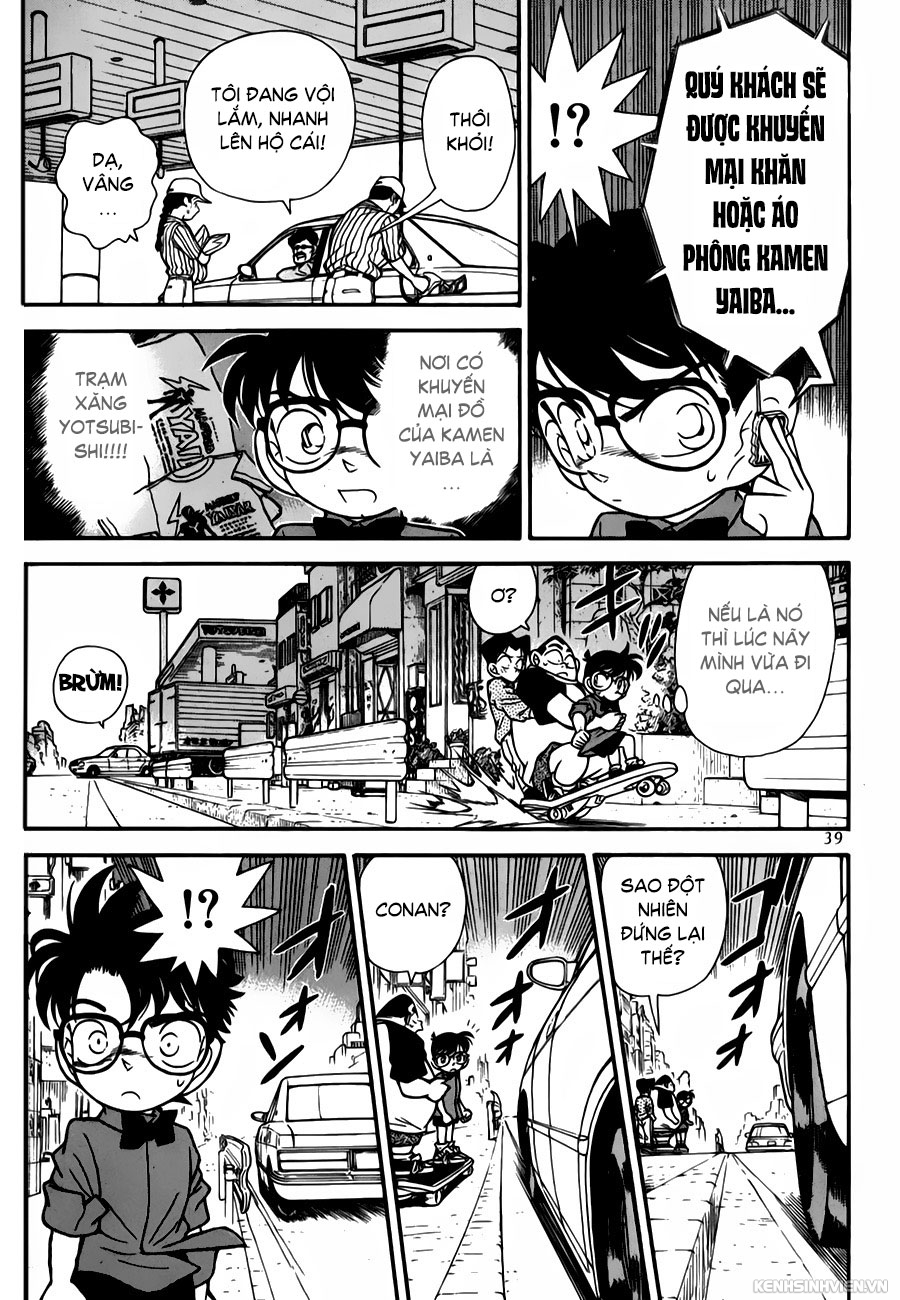 QUÝ KHÁCH SẼ
ĐƯỢC KHUYẾN
MẠI KHĂN
HOẶC ÁO
PHÔNG KAMEN
YAIBA...
!?
THÔI
KHỎI!
TÔI ĐANG VỘI
LẮM, NHANH
LÊN HỘ CÁI!
DẠ,
VÂNG
...
NƠI CÓ
KHUYẾN
MẠI ĐỒ
CỦA KAMEN
YAIBA LÀ
...
TRẠM
XĂNG
YOTSUBI-
SHI!!!!
NẾU LÀ NÓ
THÌ LÚC NÀY
MÌNH VỪA ĐI
QUA...
Ơ?
BRỪM!
39
SAO ĐỘT
NHIÊN
ĐỨNG LẠI
THẾ?
CONAN?
!?
KENHSINHVIEN.VN